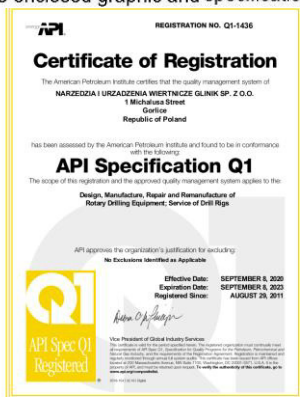 enclosed graphic and specificati
API
REGISTRATION NO. Q1-1436
Certificate of Registration
The American Petroleum Institute certifies that the quality management system of
NARZEDZIA I URZADZENIA WIERTNICZE GLINIK SP. Z O.O.
1 Michalusa Street
Gorlice
Republic of Poland
has been assessed by the American Petroleum Institute and found to be in conformance
with the following:
API Specification Q1
The scope of this registration and the approved quality management system applies to the:
Design, Manufacture, Repair and Remanufacture of
Rotary Drilling Equipment; Service of Drill Rigs
API approves the organization's justification for excluding:
No Exclusions Identified as Applicable
Effective Date: SEPTEMBER 8, 2020
Expiration Date: SEPTEMBER 8, 2023
Registered Since: AUGUST 29, 2011
Q1
API Spec Q1
Registered
Vice President of Global Industry Services